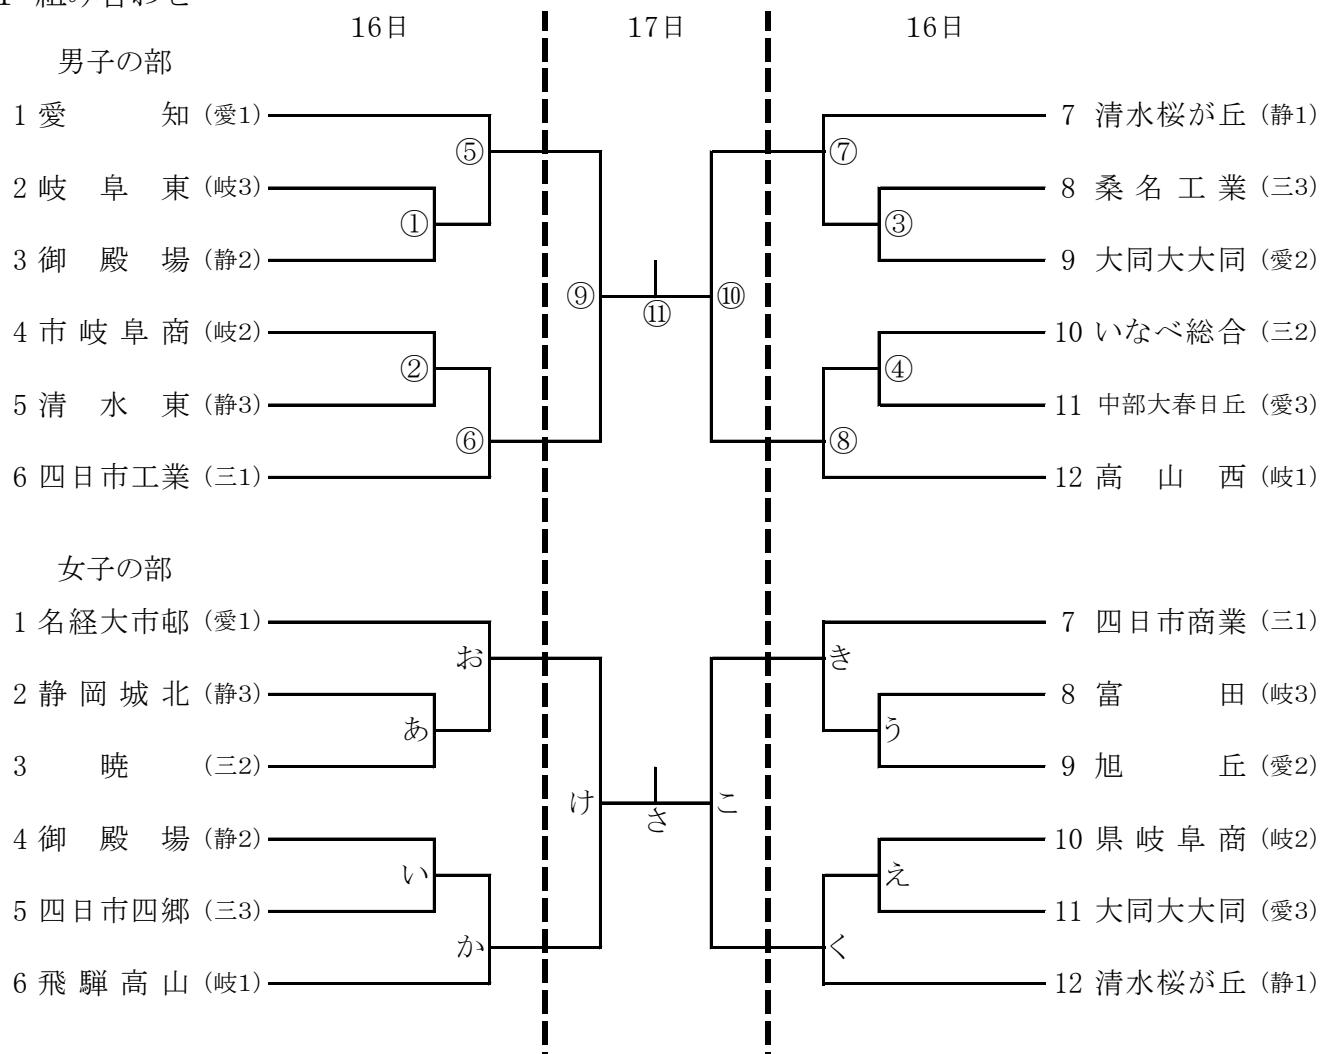 16日 17日 16日
男子の部
1 愛知 (愛1) 7 清水桜が丘 (静1)
⑤ ⑦
2 岐阜東 (岐3) 8 桑名工業 (三3)
① ③
3 御殿場 (静2) 9 大同大大同 (愛2)
⑨ ⑪ ⑩
4 市岐阜商 (岐2) 10 いなべ総合 (三2)
② ④
5 清水東 (静3) 11 中部大春日丘 (愛3)
⑥ ⑧
6 四日市工業 (三1) 12 高山西 (岐1)
女子の部
1 名経大市邨 (愛1) 7 四日市商業 (三1)
お き
2 静岡城北 (静3) 8 富田 (岐3)
あ う
3 暁 (三2) 9 旭丘 (愛2)
け さ こ
4 御殿場 (静2) 10 県岐阜商 (岐2)
い え
5 四日市四郷 (三3) 11 大同大大同 (愛3)
か く
6 飛騨高山 (岐1) 12 清水桜が丘 (静1)